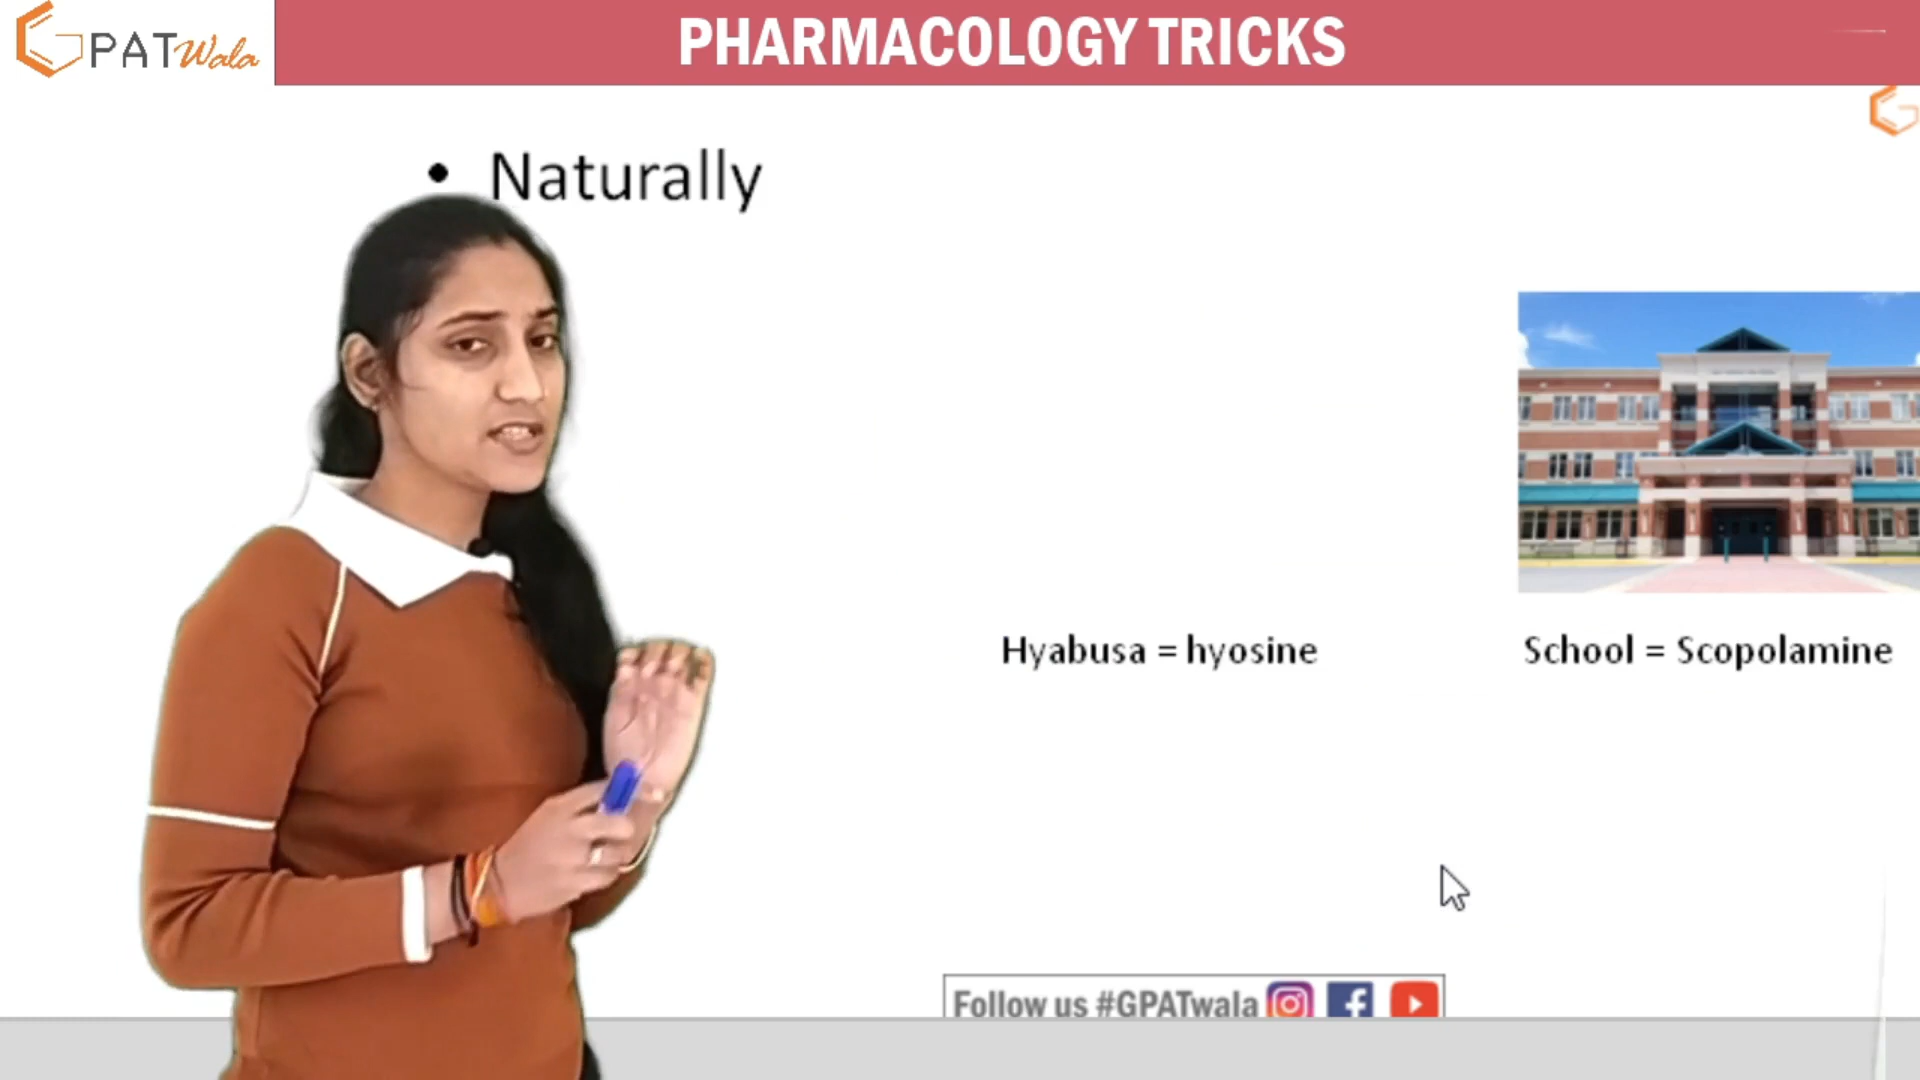 GPATWala
PHARMACOLOGY TRICKS
• Naturally
Hyabusa = hyosine
School = Scopolamine
Follow us #GPATwala